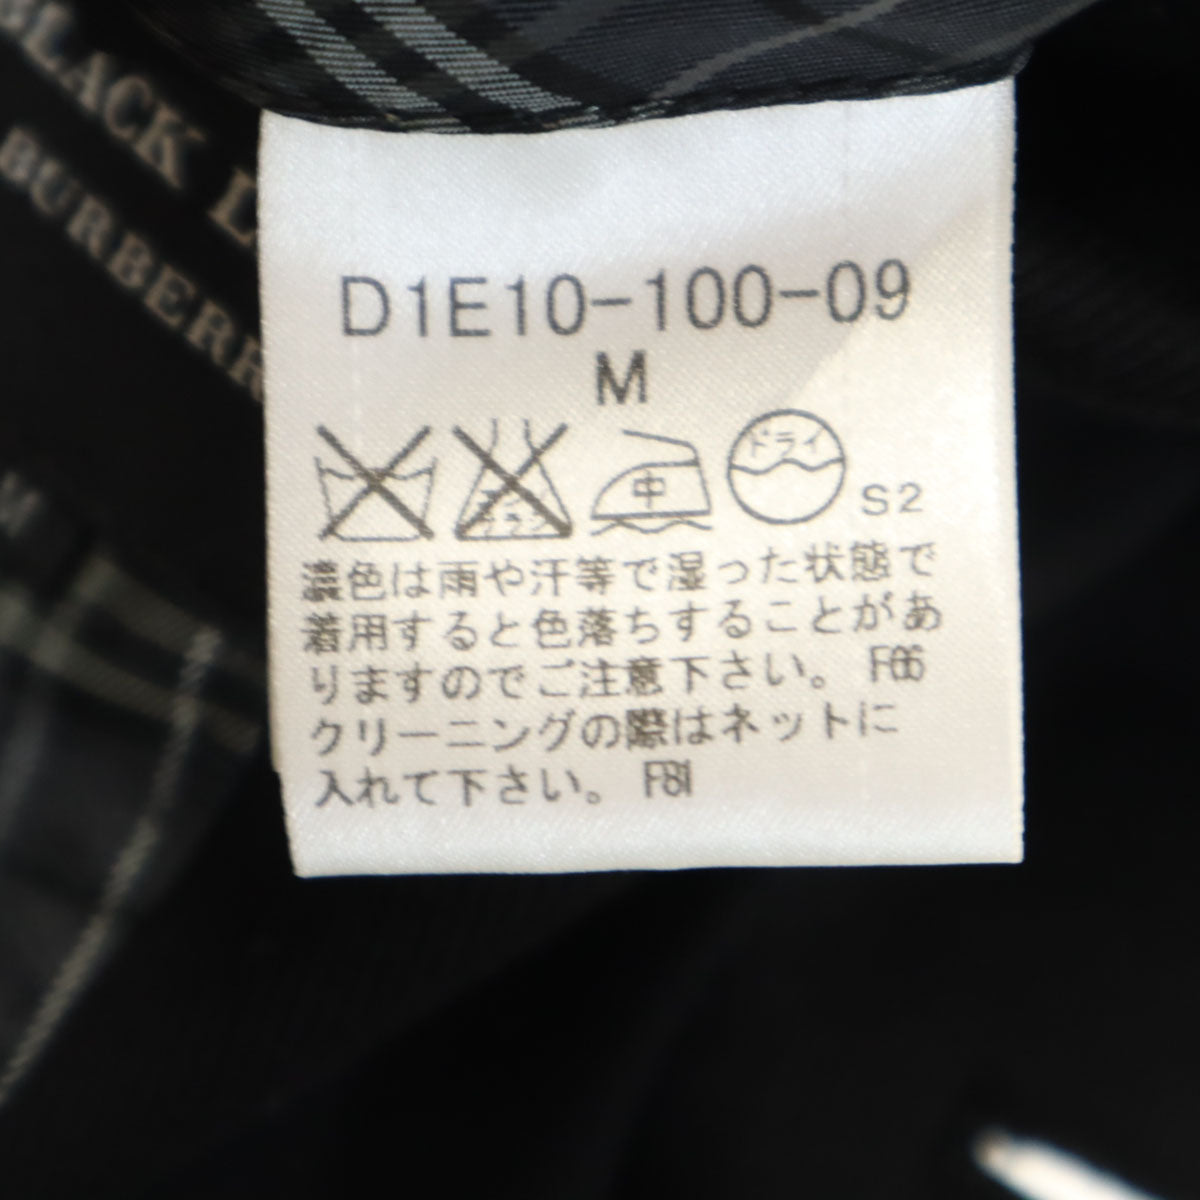 BLACK L
BURBERR
M
D1E10-100-09
M
中
ドライ
S2
濃色は雨や汗等で湿った状態で
着用すると色落ちすることがあ
りますのでご注意下さい。 F86
クリーニングの際はネットに
入れて下さい。 F81